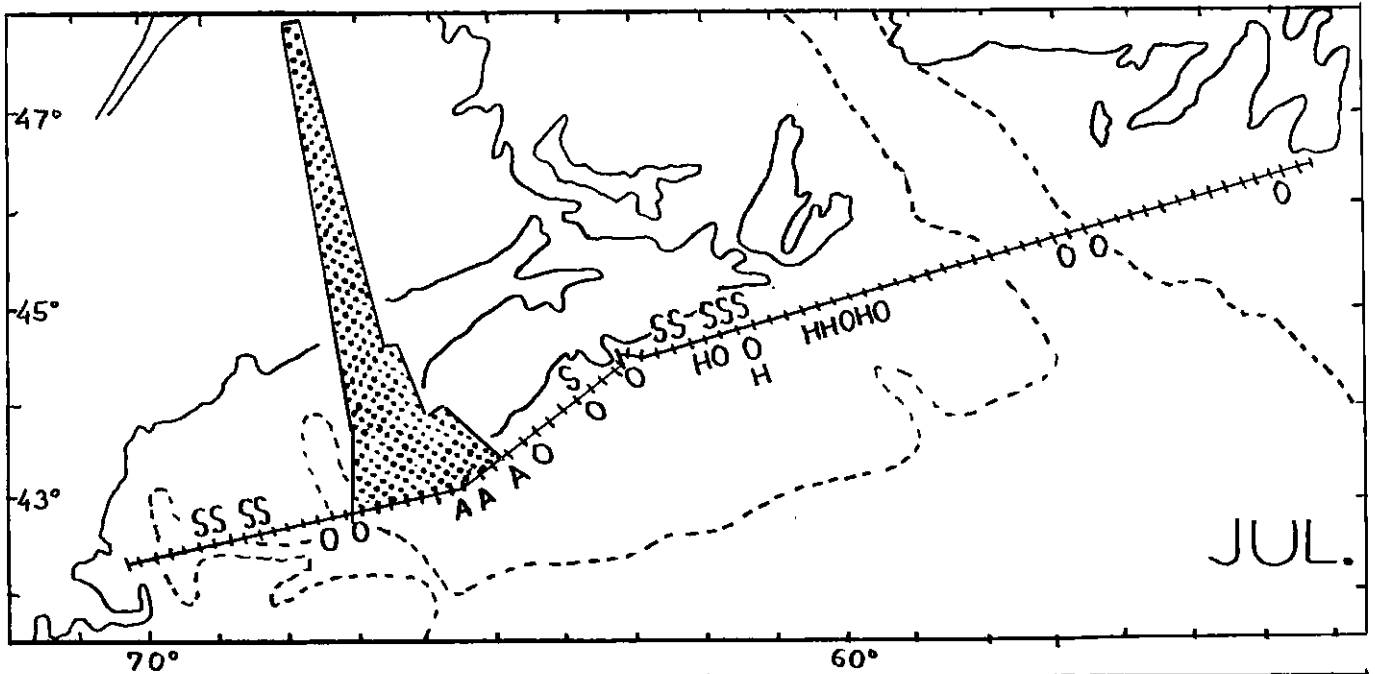 47°
45°
SS-SSS
HHOHO
O
O O
HO O
H
S
O
O
O
43°
A A A
SS SS
O O
JUL.
70°
60°